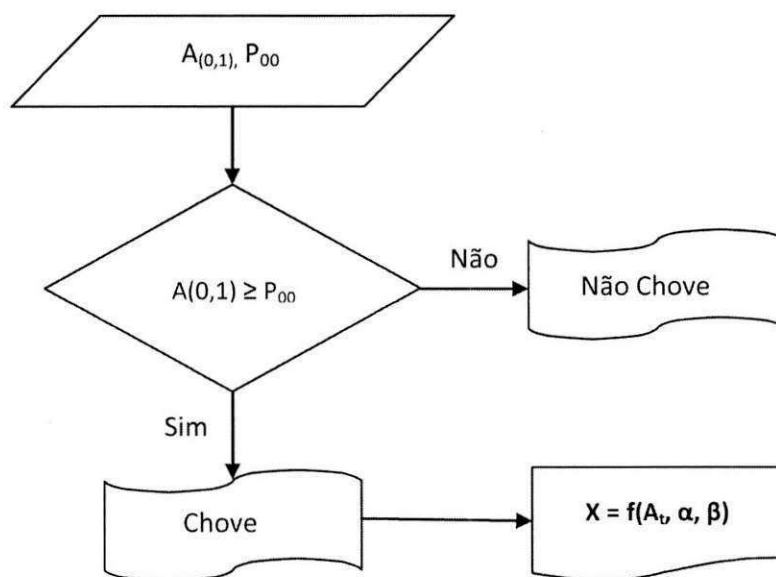 A(0,1), P00
A(0,1) ≥ P00
Não
Não Chove
Sim
Chove
X = f(At, α, β)